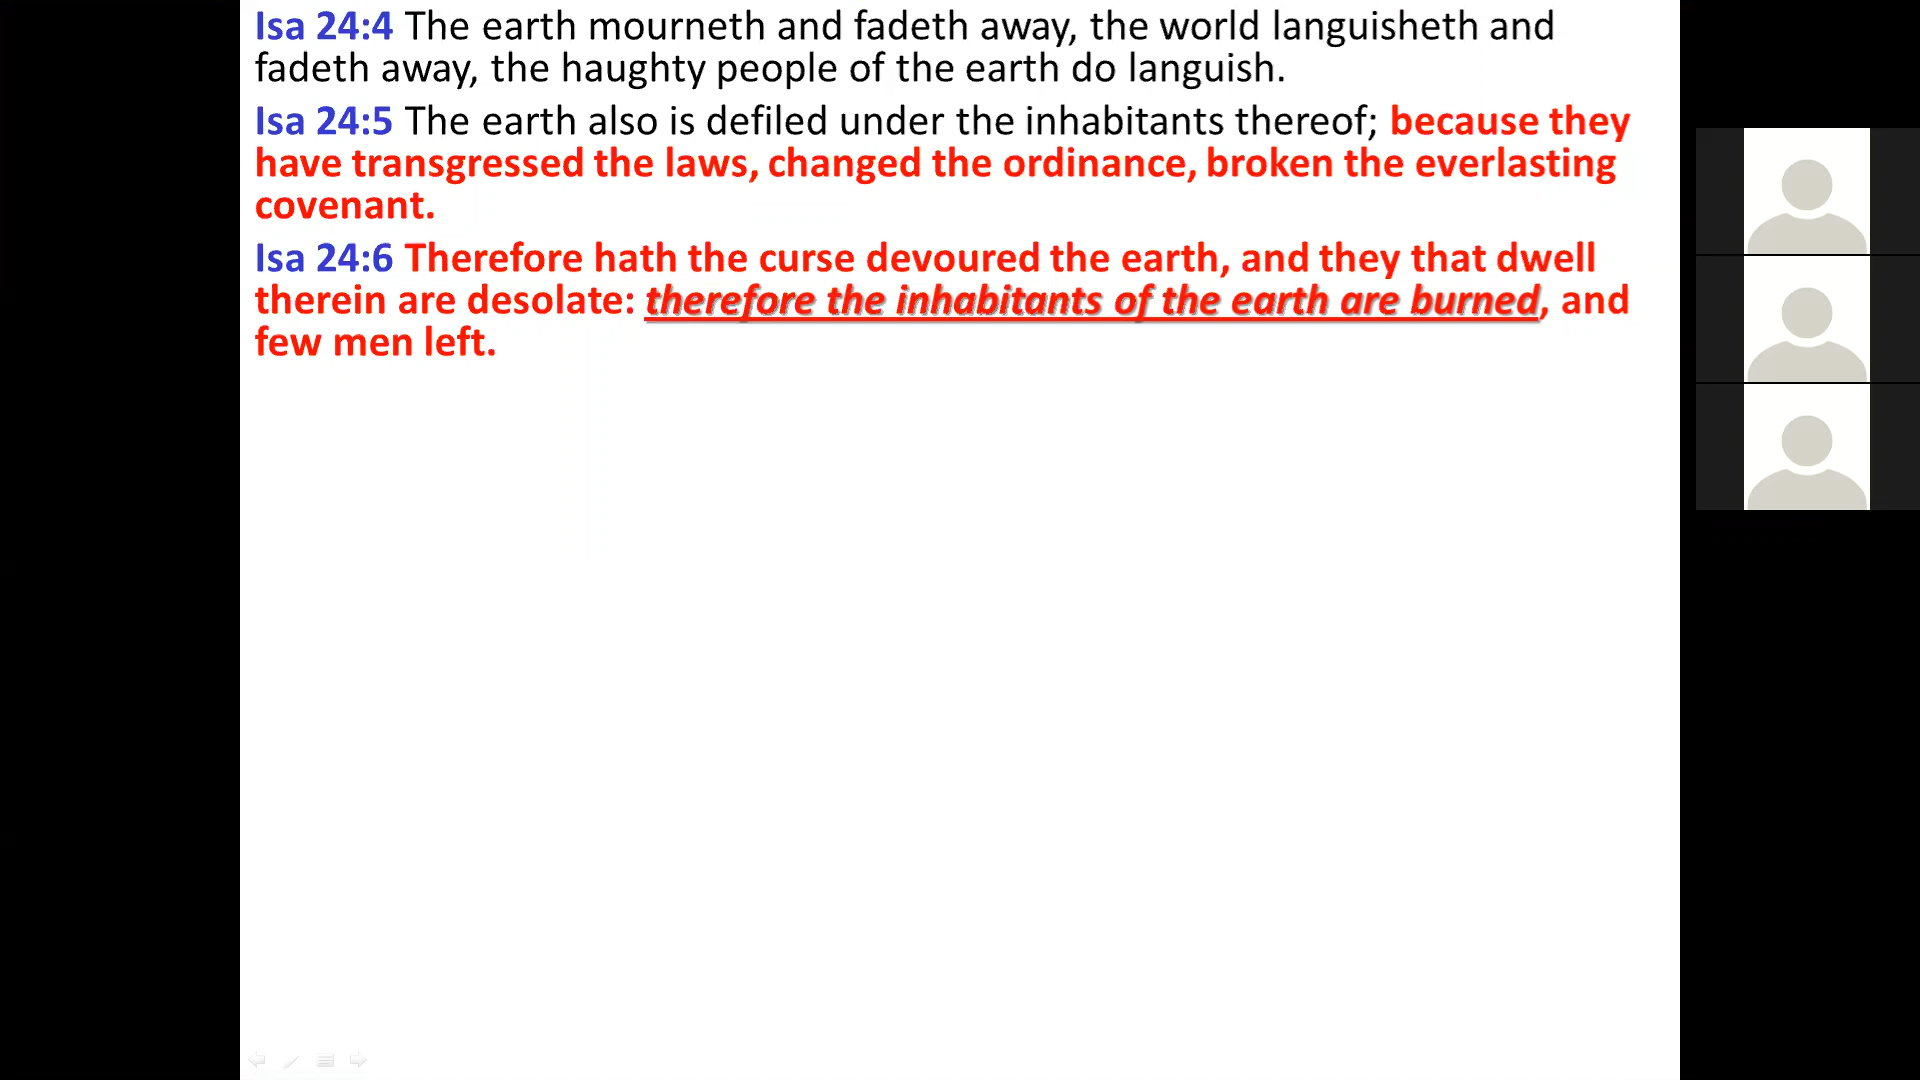 Isa 24:4 The earth mourneth and fadeth away, the world languisheth and
fadeth away, the haughty people of the earth do languish.
Isa 24:5 The earth also is defiled under the inhabitants thereof; because they
have transgressed the laws, changed the ordinance, broken the everlasting
covenant.
Isa 24:6 Therefore hath the curse devoured the earth, and they that dwell
therein are desolate: therefore the inhabitants of the earth are burned, and
few men left.